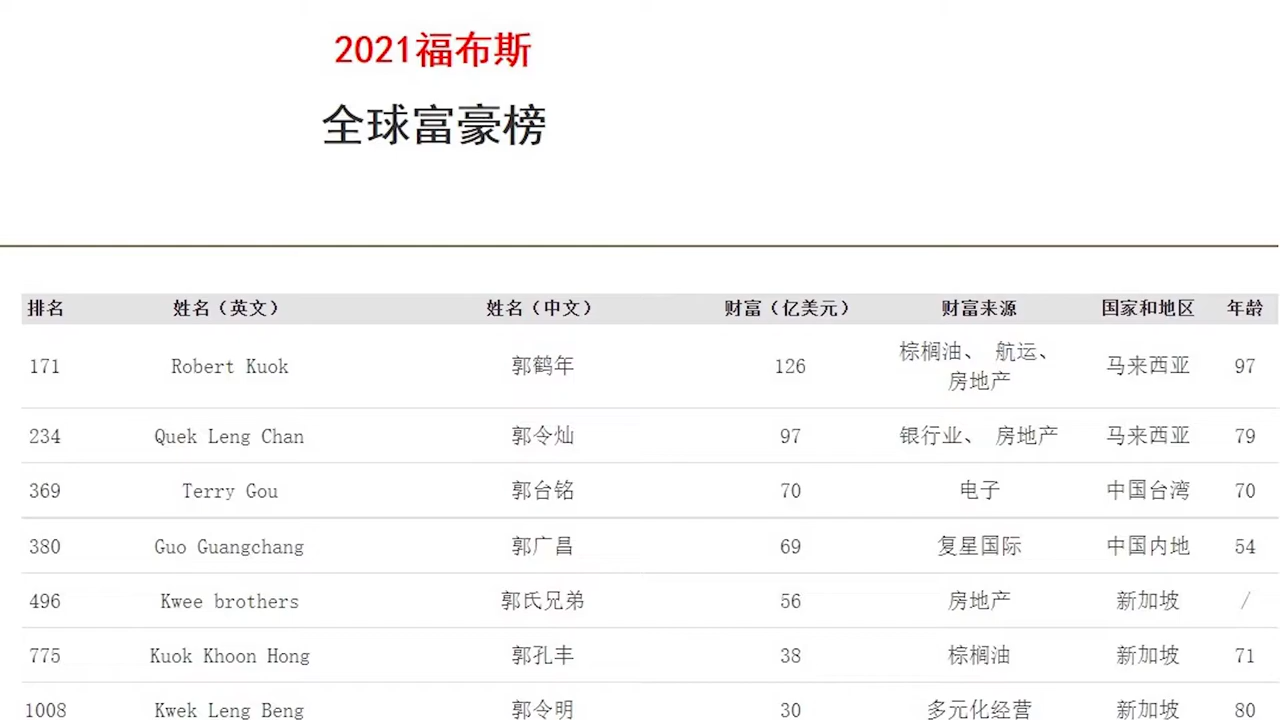 2021福布斯
全球富豪榜
排名 姓名（英文） 姓名（中文） 财富（亿美元） 财富来源 国家和地区 年龄
171 Robert Kuok 郭鹤年 126 棕榈油、 航运、 房地产 马来西亚 97
234 Quek Leng Chan 郭令灿 97 银行业、 房地产 马来西亚 79
369 Terry Gou 郭台铭 70 电子 中国台湾 70
380 Guo Guangchang 郭广昌 69 复星国际 中国内地 54
496 Kwee brothers 郭氏兄弟 56 房地产 新加坡 /
775 Kuok Khoon Hong 郭孔丰 38 棕榈油 新加坡 71
1008 Kwek Leng Beng 郭令明 30 多元化经营 新加坡 80